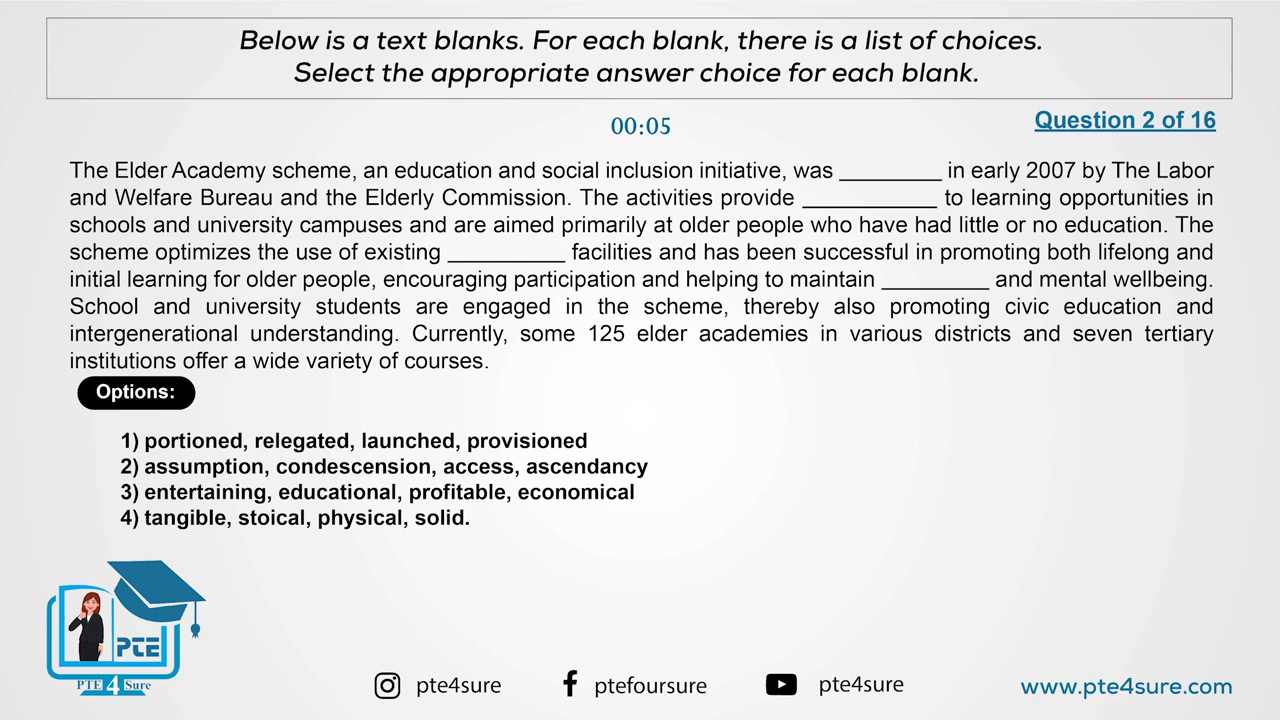 Below is a text blanks. For each blank, there is a list of choices.
Select the appropriate answer choice for each blank.
00:05
Question 2 of 16
The Elder Academy scheme, an education and social inclusion initiative, was _________ in early 2007 by The Labor
and Welfare Bureau and the Elderly Commission. The activities provide ____________ to learning opportunities in
schools and university campuses and are aimed primarily at older people who have had little or no education. The
scheme optimizes the use of existing __________ facilities and has been successful in promoting both lifelong and
initial learning for older people, encouraging participation and helping to maintain _________ and mental wellbeing.
School and university students are engaged in the scheme, thereby also promoting civic education and
intergenerational understanding. Currently, some 125 elder academies in various districts and seven tertiary
institutions offer a wide variety of courses.
Options:
1) portioned, relegated, launched, provisioned
2) assumption, condescension, access, ascendancy
3) entertaining, educational, profitable, economical
4) tangible, stoical, physical, solid.
PTE
PTE 4 Sure
pte4sure
ptefoursure
pte4sure
www.pte4sure.com